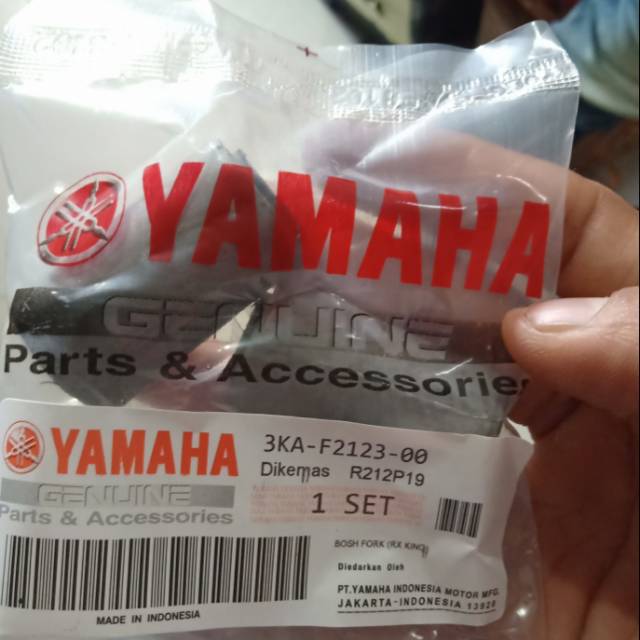 YAMAHA
GENUINE
Parts & Accessories
YAMAHA
GENUINE
Parts & Accessories
3KA-F2123-00
Dikemas R212P19
1 SET
BOSH FORK (RX KING)
Diedarkan Oleh
PT.YAMAHA INDONESIA MOTOR MFG.
JAKARTA-INDONESIA 13920
MADE IN INDONESIA